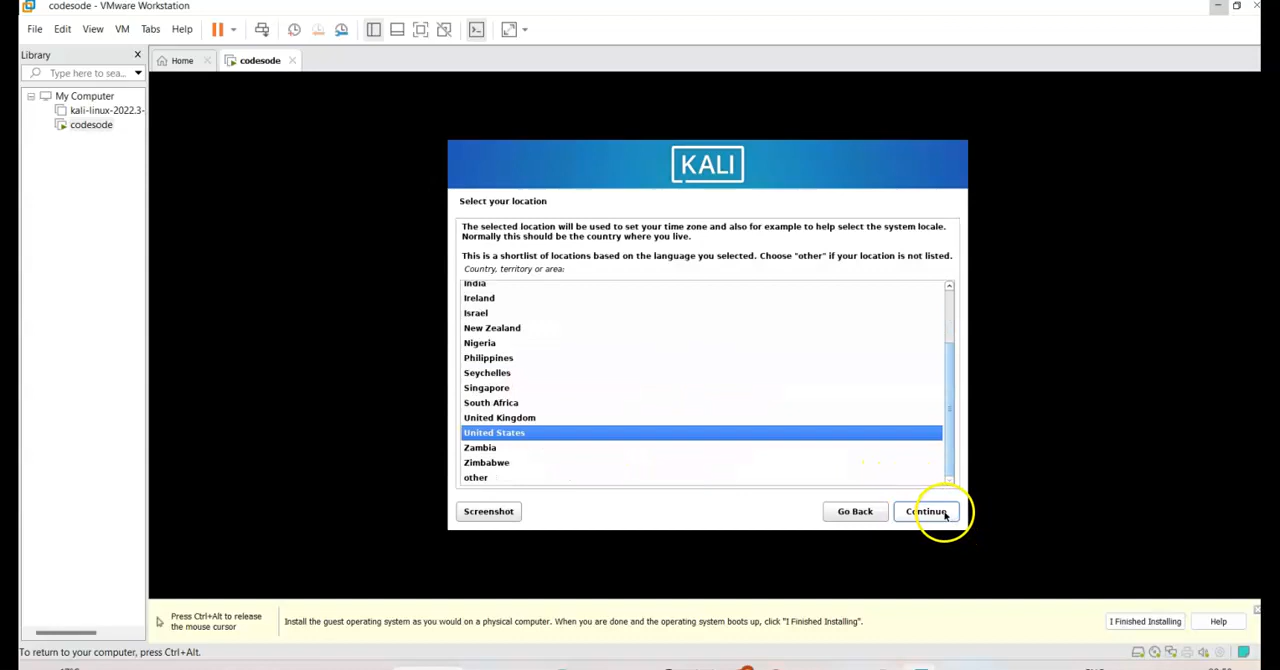 codesode - VMware Workstation
File Edit View VM Tabs Help
Library
Type here to sea...
Home
codesode
My Computer
kali-linux-2022.3-
codesode
KALI
Select your location
The selected location will be used to set your time zone and also for example to help select the system locale.
Normally this should be the country where you live.
This is a shortlist of locations based on the language you selected. Choose "other" if your location is not listed.
Country, territory or area:
India
Ireland
Israel
New Zealand
Nigeria
Philippines
Seychelles
Singapore
South Africa
United Kingdom
United States
Zambia
Zimbabwe
other
Screenshot
Go Back
Continue
Press Ctrl+Alt to release
the mouse cursor
Install the guest operating system as you would on a physical computer. When you are done and the operating system boots up, click "I Finished Installing".
I Finished Installing
Help
To return to your computer, press Ctrl+Alt.